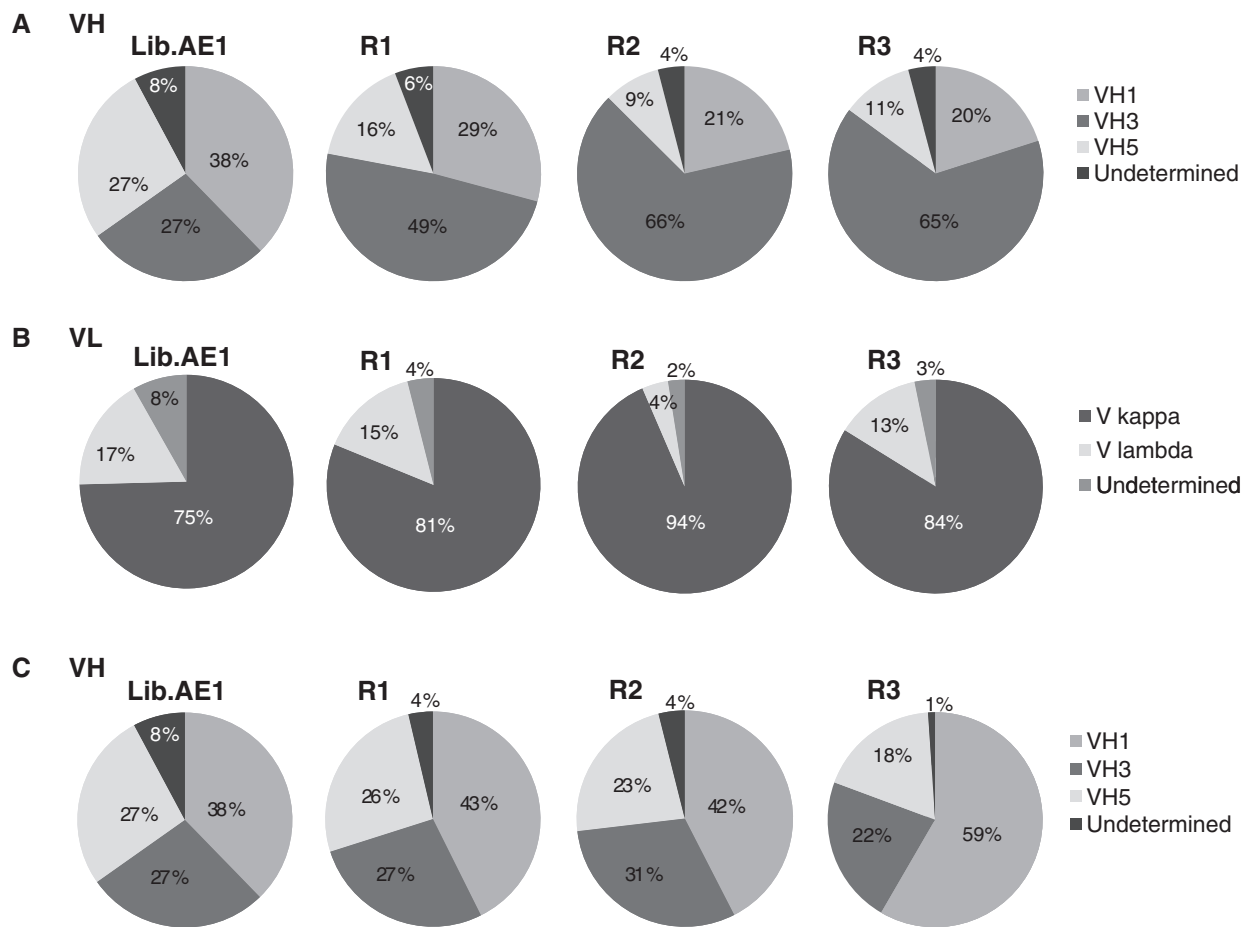 A VH
Lib.AE1 R1 R2 R3
8% 38% 27% 27%
6% 29% 16% 49%
4% 21% 9% 66%
4% 20% 11% 65%
VH1
VH3
VH5
Undetermined
B VL
Lib.AE1 R1 R2 R3
8% 17% 75%
4% 15% 81%
2% 4% 94%
3% 13% 84%
V kappa
V lambda
Undetermined
C VH
Lib.AE1 R1 R2 R3
8% 38% 27% 27%
4% 43% 26% 27%
4% 42% 23% 31%
1% 59% 18% 22%
VH1
VH3
VH5
Undetermined